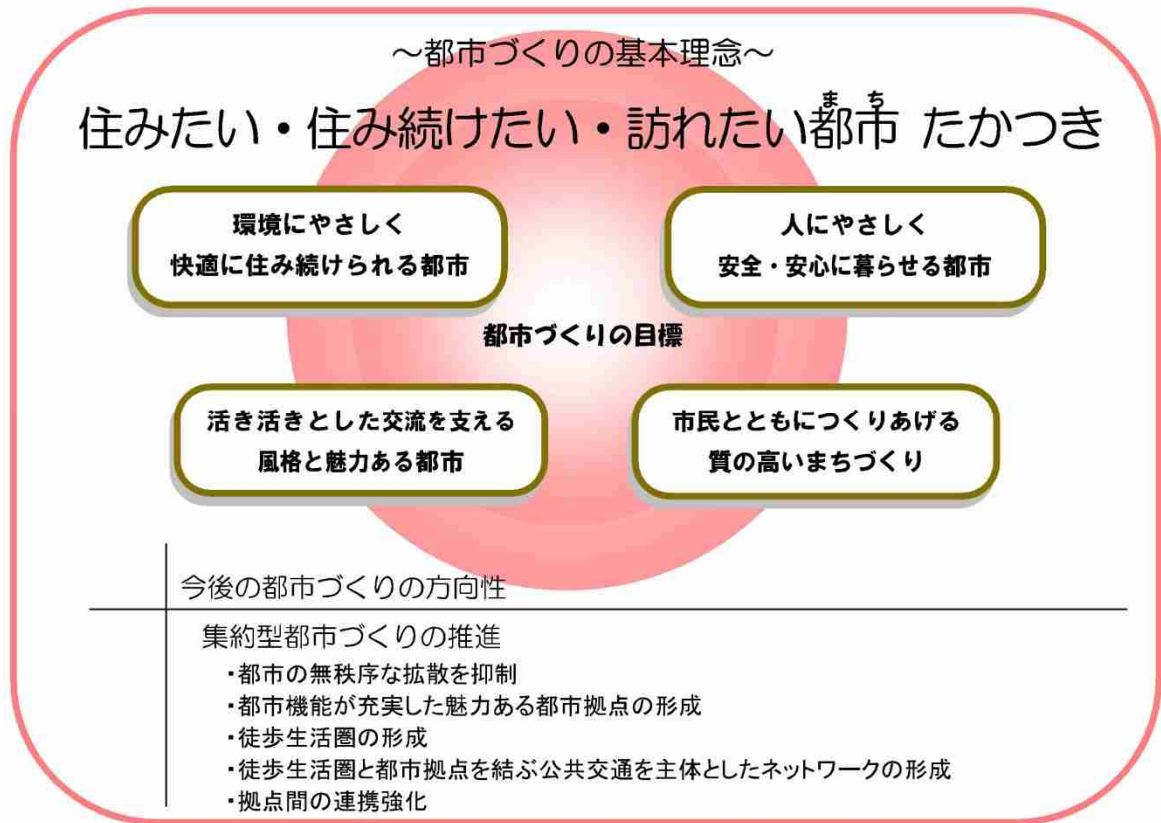 ～都市づくりの基本理念～
住みたい・住み続けたい・訪れたい都市 たかつき
まち
環境にやさしく
快適に住み続けられる都市
人にやさしく
安全・安心に暮らせる都市
都市づくりの目標
活き活きとした交流を支える
風格と魅力ある都市
市民とともにつくりあげる
質の高いまちづくり
今後の都市づくりの方向性
集約型都市づくりの推進
・都市の無秩序な拡散を抑制
・都市機能が充実した魅力ある都市拠点の形成
・徒歩生活圏の形成
・徒歩生活圏と都市拠点を結ぶ公共交通を主体としたネットワークの形成
・拠点間の連携強化